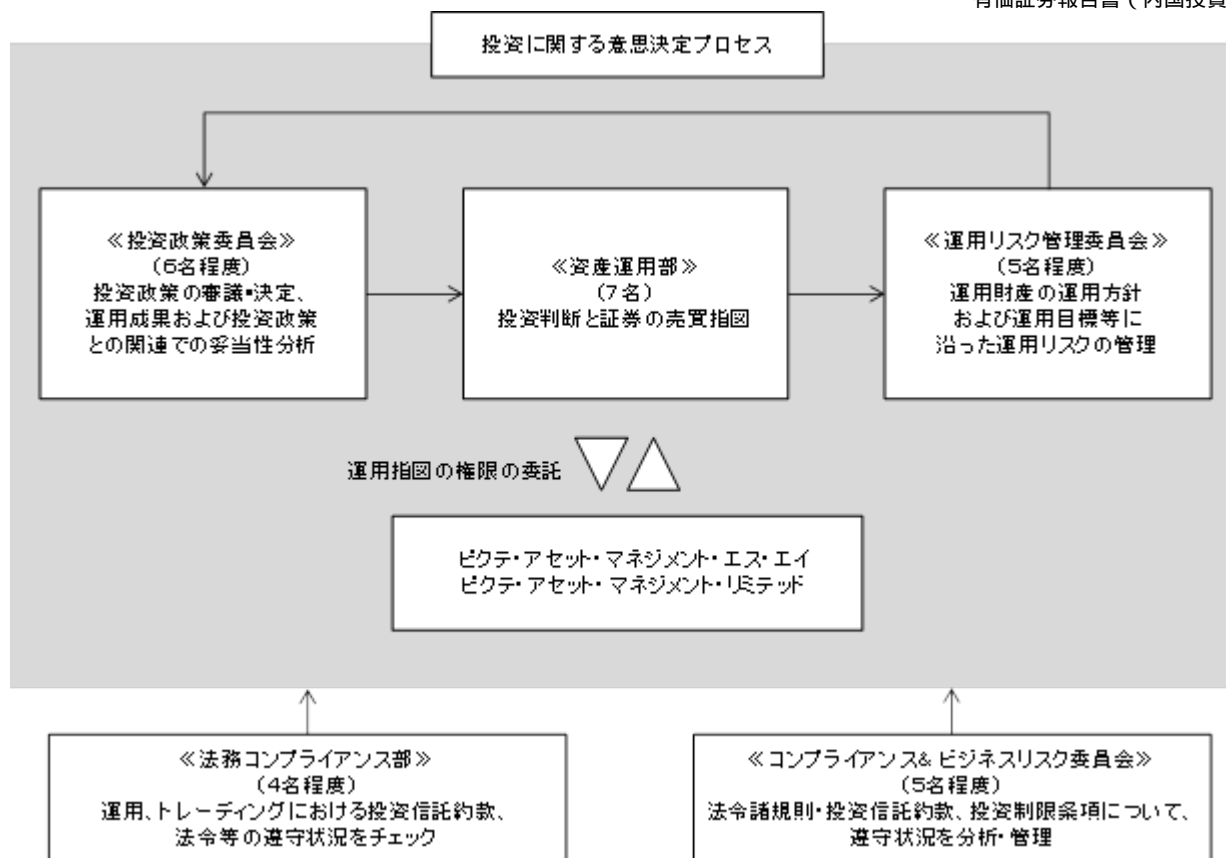 有価証券報告書(内国投資
投資に関する意思決定プロセス
≪投資政策委員会≫
(6名程度)
投資政策の審議・決定、
運用成果および投資政策
との関連での妥当性分析
≪資産運用部≫
(7名)
投資判断と証券の売買指図
≪運用リスク管理委員会≫
(5名程度)
運用財産の運用方針
および運用目標等に
沿った運用リスクの管理
運用指図の権限の委託
ピクテ・アセット・マネジメント・エス・エイ
ピクテ・アセット・マネジメント・リミテッド
≪法務コンプライアンス部≫
(4名程度)
運用、トレーディングにおける投資信託約款、
法令等の遵守状況をチェック
≪コンプライアンス& ビジネスリスク委員会≫
(5名程度)
法令諸規則・投資信託約款、投資制限条項について、
遵守状況を分析・管理